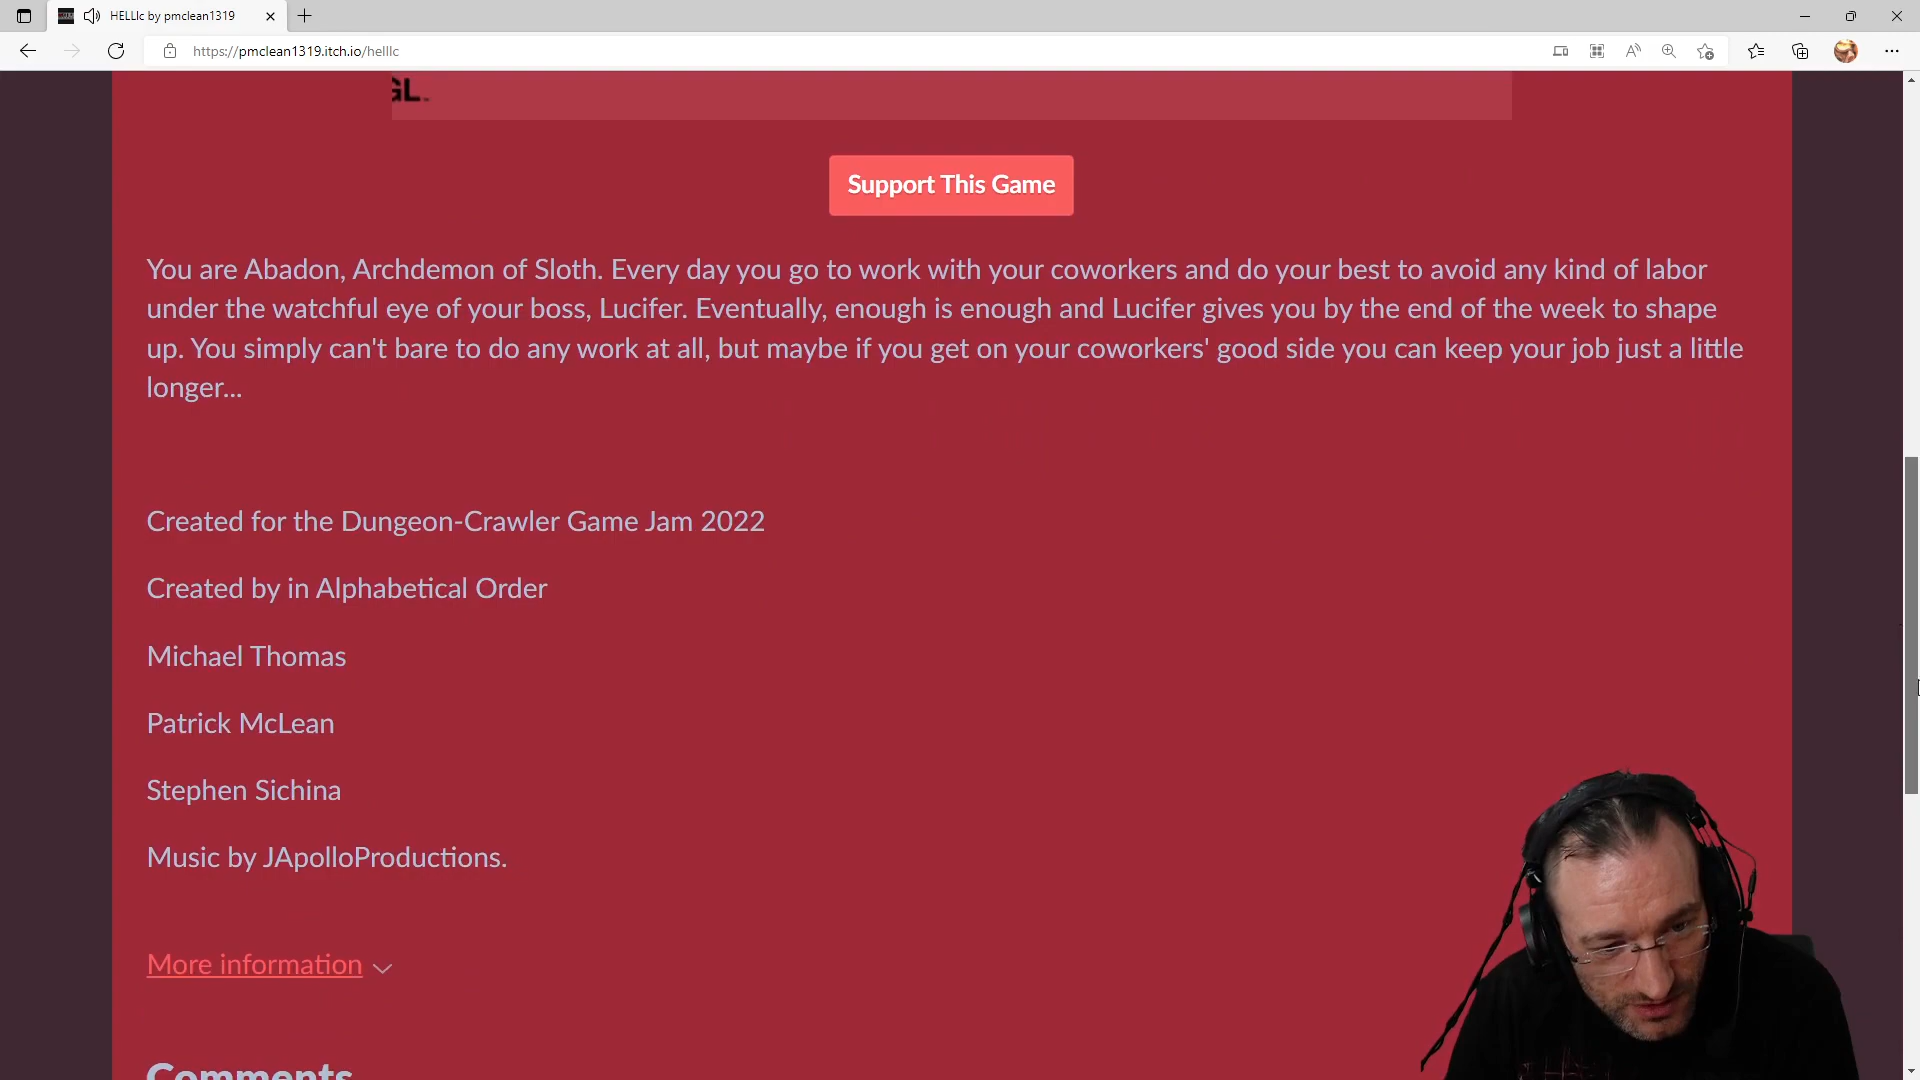 HELLlc by pmclean1319
https://pmclean1319.itch.io/helllc
GL
Support This Game
You are Abadon, Archdemon of Sloth. Every day you go to work with your coworkers and do your best to avoid any kind of labor
under the watchful eye of your boss, Lucifer. Eventually, enough is enough and Lucifer gives you by the end of the week to shape
up. You simply can't bare to do any work at all, but maybe if you get on your coworkers' good side you can keep your job just a little
longer...
Created for the Dungeon-Crawler Game Jam 2022
Created by in Alphabetical Order
Michael Thomas
Patrick McLean
Stephen Sichina
Music by JApolloProductions.
More information
Comments